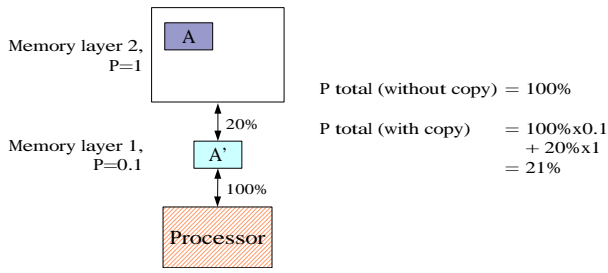 Memory layer 2,
P=1
A
20%
Memory layer 1,
P=0.1
A'
100%
Processor
P total (without copy) = 100%
P total (with copy) = 100%x0.1
+ 20%x1
= 21%